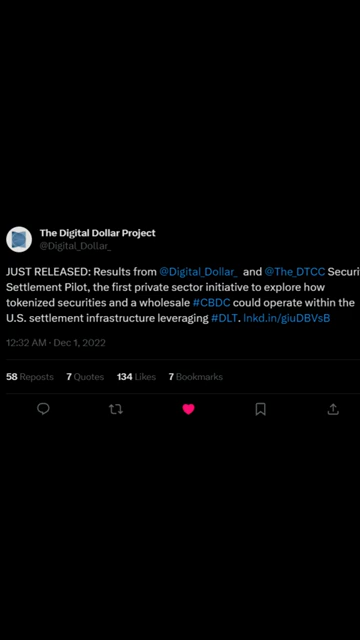 The Digital Dollar Project
@Digital_Dollar_
JUST RELEASED: Results from @Digital_Dollar_ and @The_DTCC Securi
Settlement Pilot, the first private sector initiative to explore how
tokenized securities and a wholesale #CBDC could operate within the
U.S. settlement infrastructure leveraging #DLT. lnkd.in/giuDBVsB
12:32 AM · Dec 1, 2022
58 Reposts 7 Quotes 134 Likes 7 Bookmarks